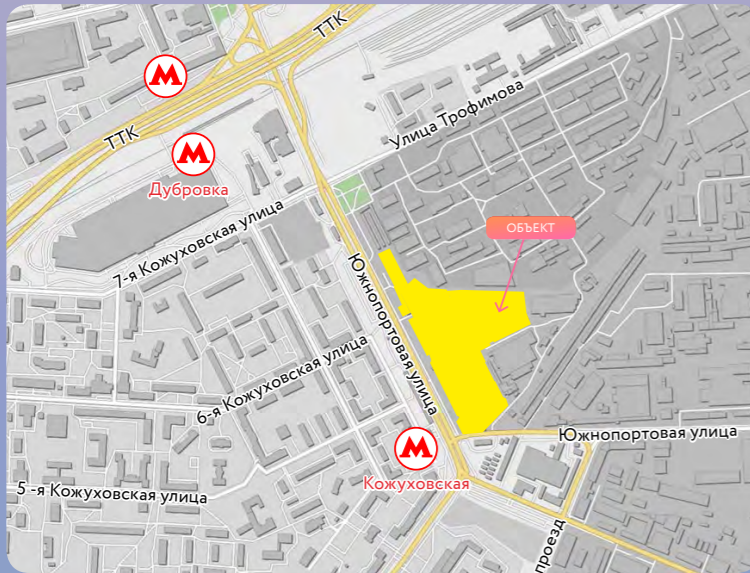 ТТК
М
ТТК
М
Дубровка
Улица Трофимова
7-я Кожуховская улица
ОБЪЕКТ
Южнопортовая улица
6-я Кожуховская улица
М
Кожуховская
Южнопортовая улица
5 -я Кожуховская улица
проезд